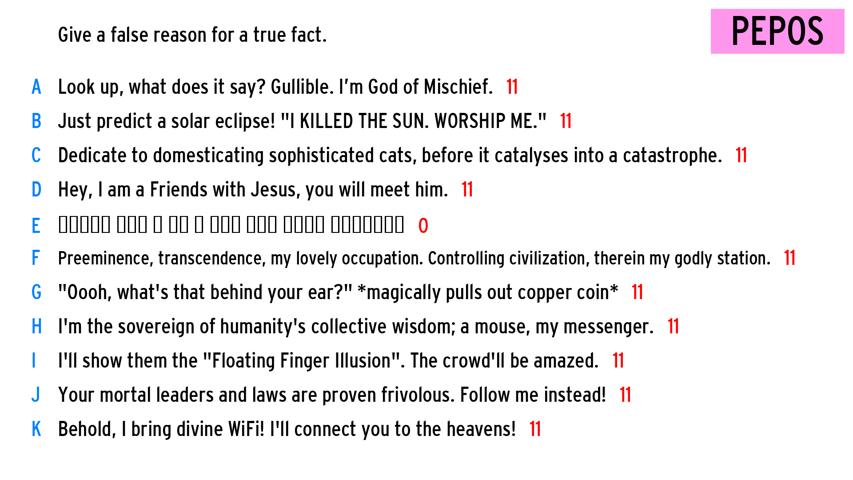 Give a false reason for a true fact.
PEPOS
A Look up, what does it say? Gullible. I'm God of Mischief. 11
B Just predict a solar eclipse! "I KILLED THE SUN. WORSHIP ME." 11
C Dedicate to domesticating sophisticated cats, before it catalyses into a catastrophe. 11
D Hey, I am a Friends with Jesus, you will meet him. 11
E 0
F Preeminence, transcendence, my lovely occupation. Controlling civilization, therein my godly station. 11
G "Oooh, what's that behind your ear?" *magically pulls out copper coin* 11
H I'm the sovereign of humanity's collective wisdom; a mouse, my messenger. 11
I I'll show them the "Floating Finger Illusion". The crowd'll be amazed. 11
J Your mortal leaders and laws are proven frivolous. Follow me instead! 11
K Behold, I bring divine WiFi! I'll connect you to the heavens! 11